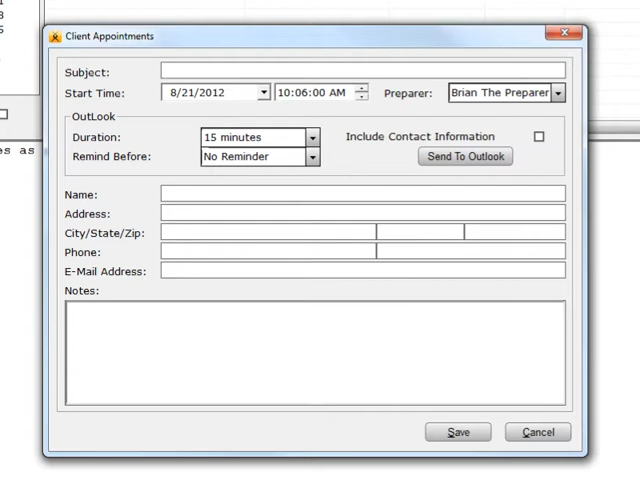 Client Appointments
Subject:
Start Time: 8/21/2012 10:06:00 AM Preparer: Brian The Preparer
OutLook
Duration: 15 minutes Include Contact Information
Remind Before: No Reminder Send To Outlook
es as
Name:
Address:
City/State/Zip:
Phone:
E-Mail Address:
Notes:
Save Cancel